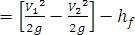 = [V₁²/2g − V₂²/2g] − h_f